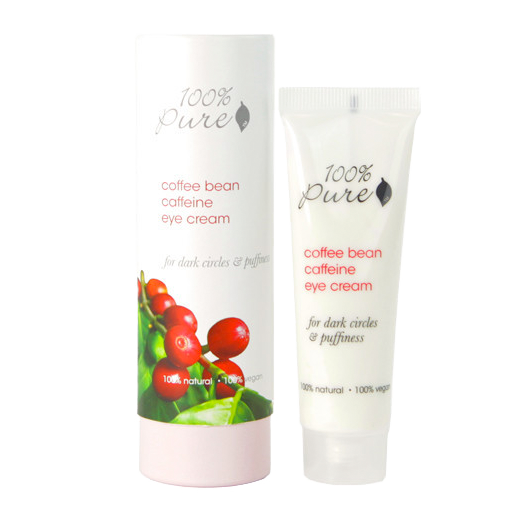 100%
pure
coffee bean
caffeine
eye cream
for dark circles & puffiness
100% natural • 100% vegan
100%
pure
coffee bean
caffeine
eye cream
for dark circles
& puffiness
100% natural • 100% vegan